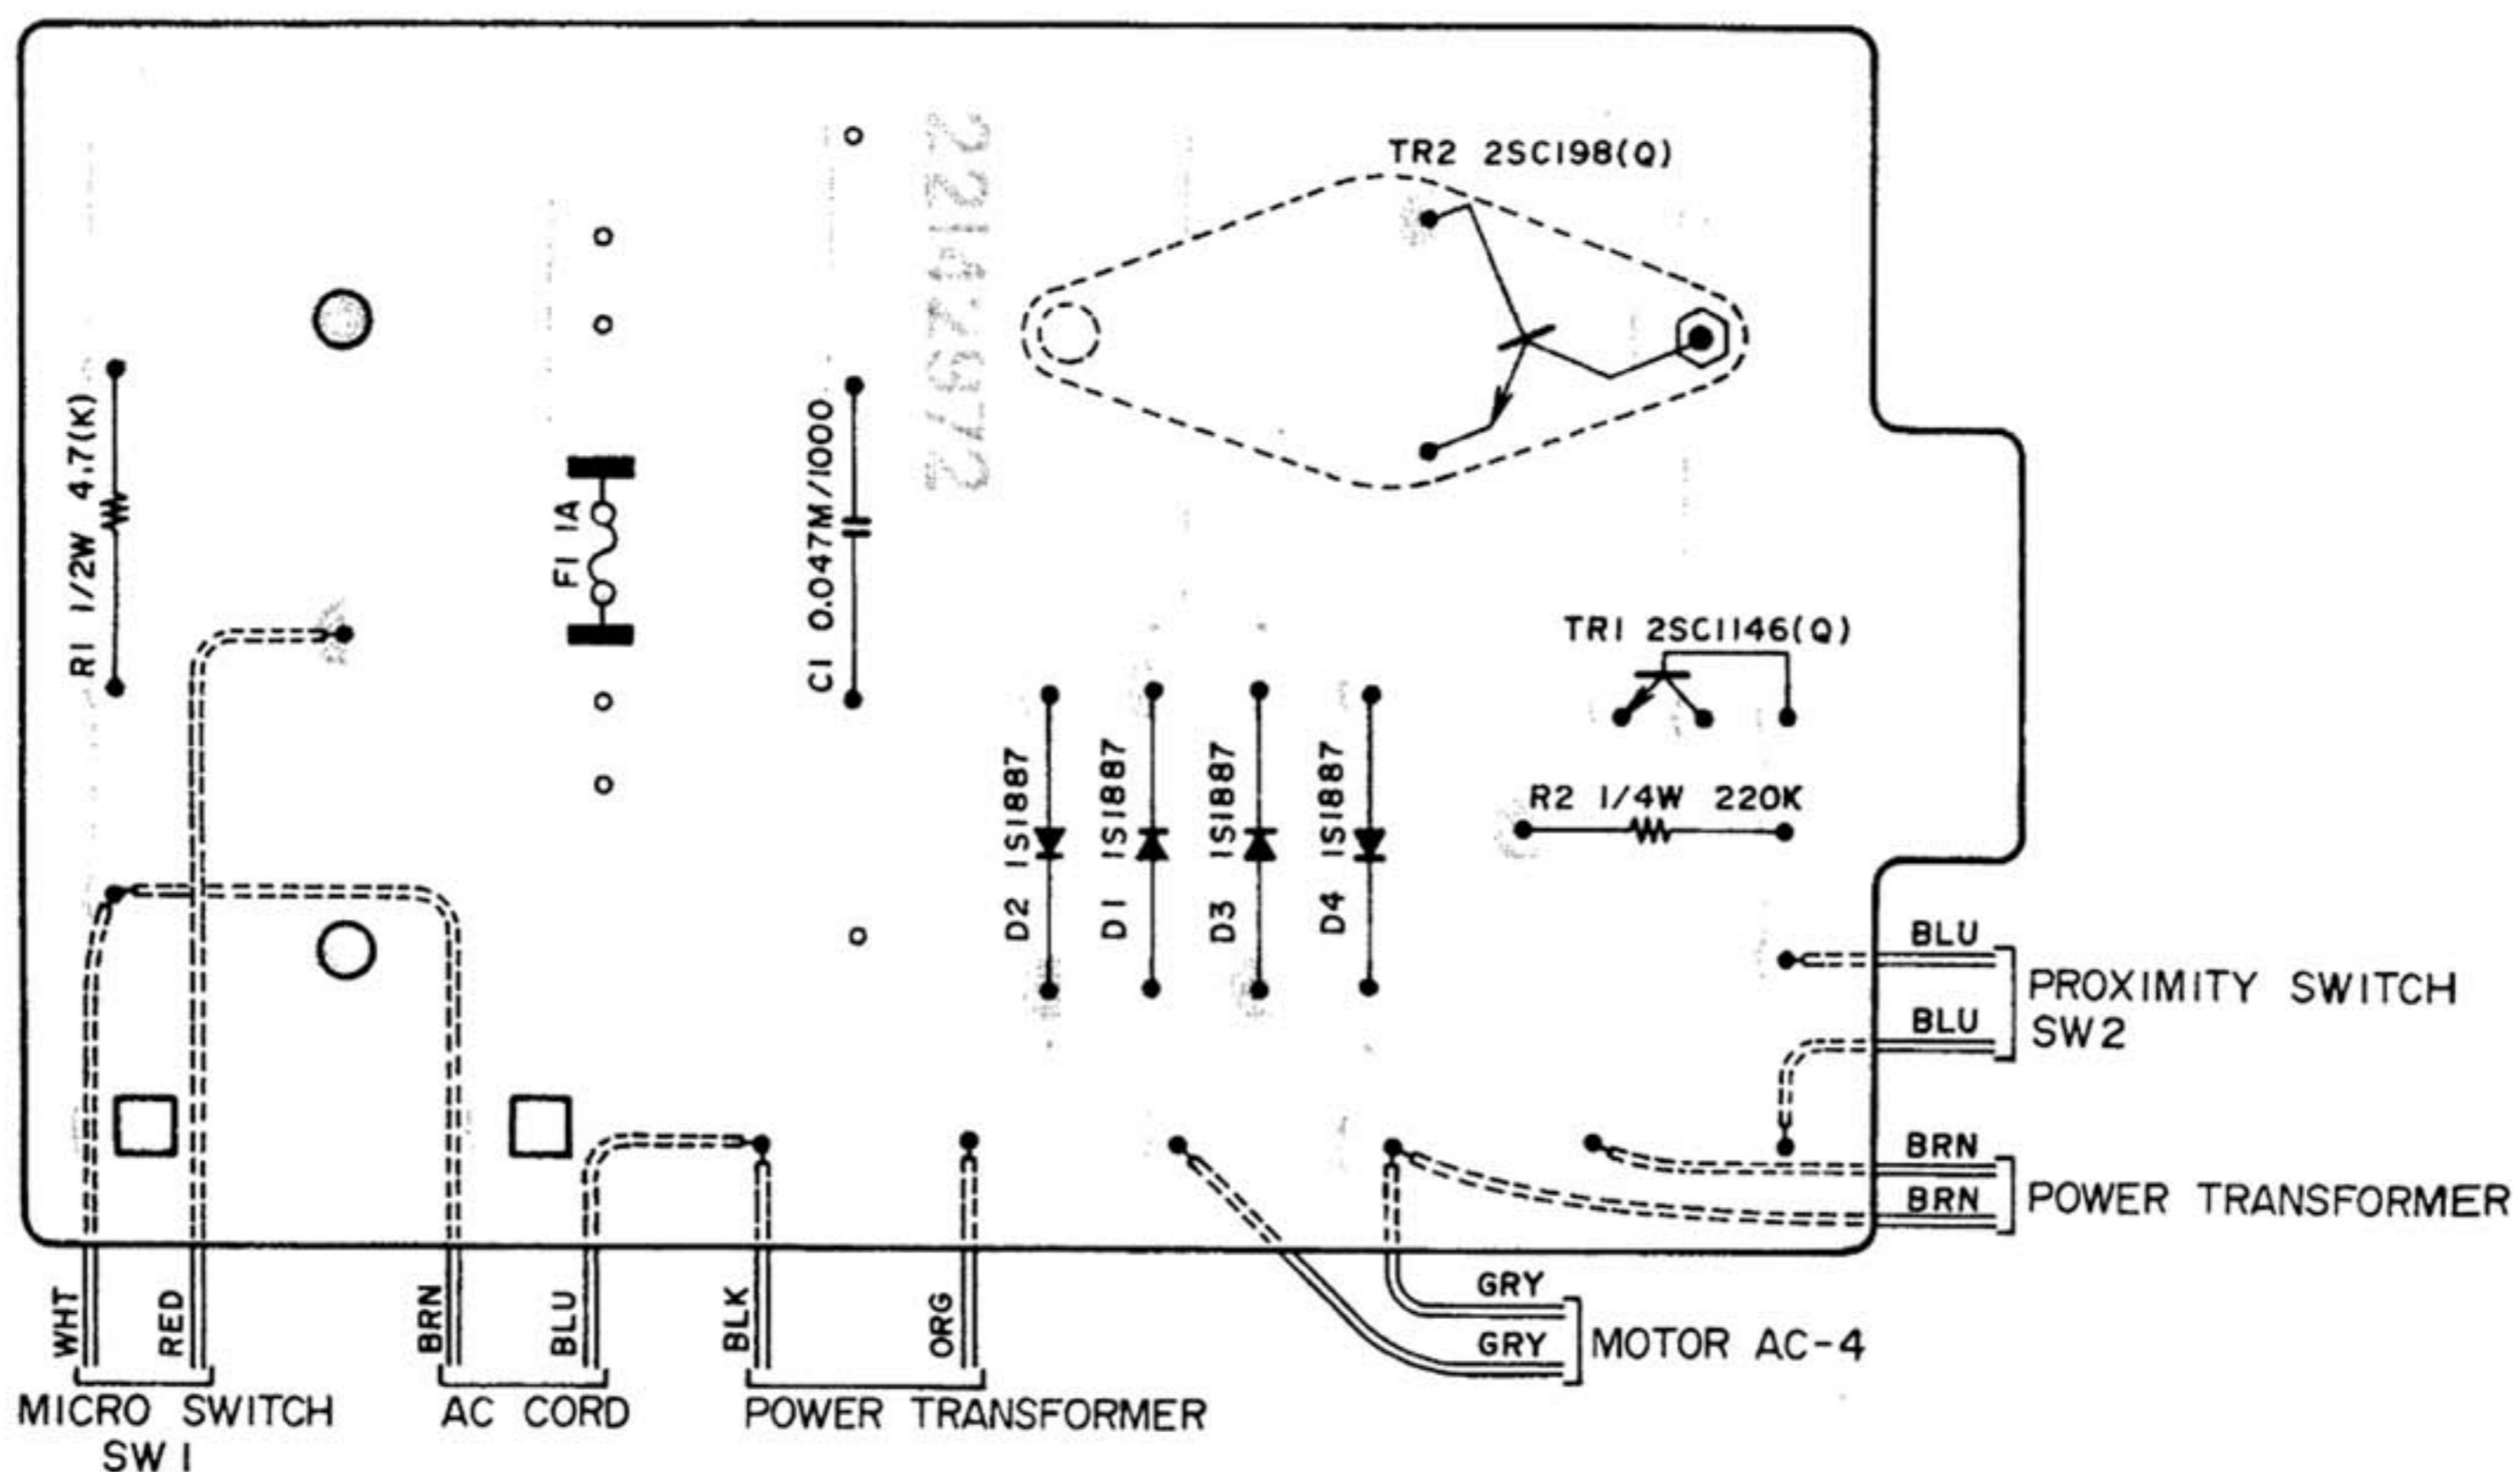 TR2 2SC198(Q)
22142972
R1 1/2W 4.7(K)
F1 1A
C1 0.047M/1000
TR1 2SC1146(Q)
R2 1/4W 220K
D2 1S1887
D1 1S1887
D3 1S1887
D4 1S1887
BLU
PROXIMITY SWITCH
BLU
SW2
BRN
BRN
POWER TRANSFORMER
WHT
RED
BRN
BLU
BLK
ORG
GRY
GRY
MOTOR AC-4
MICRO SWITCH
SW1
AC CORD
POWER TRANSFORMER